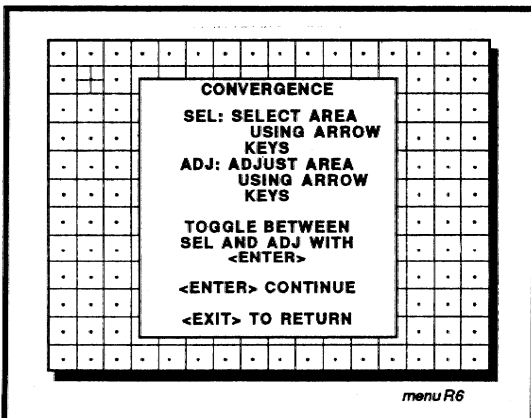 CONVERGENCE
SEL: SELECT AREA
USING ARROW
KEYS
ADJ: ADJUST AREA
USING ARROW
KEYS
TOGGLE BETWEEN
SEL AND ADJ WITH
<ENTER>
<ENTER> CONTINUE
<EXIT> TO RETURN
menu R6